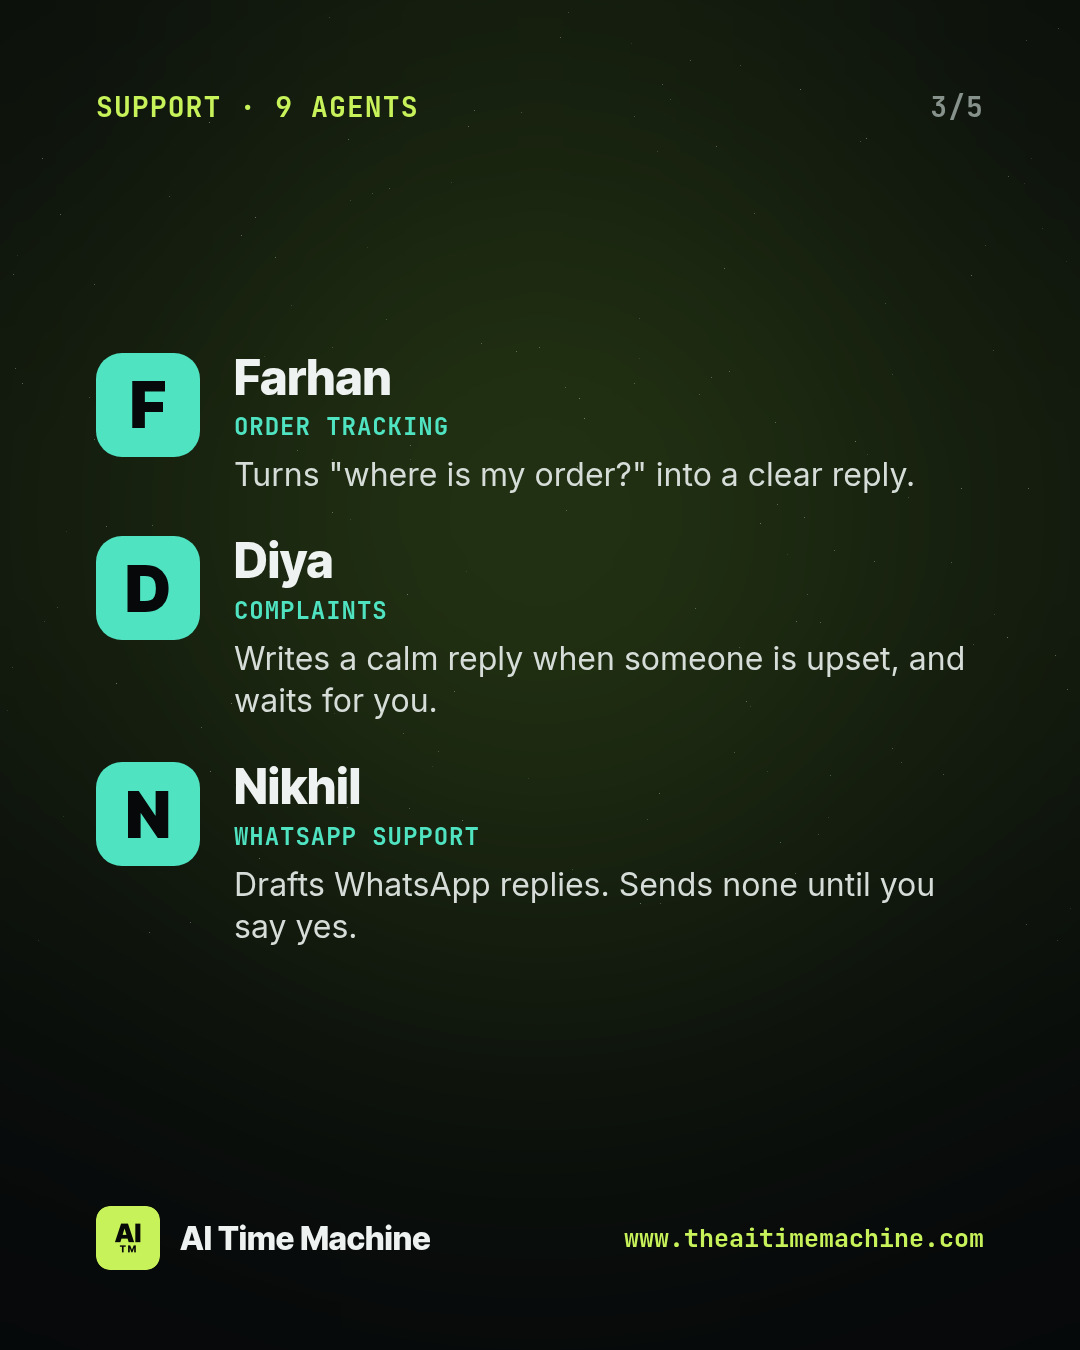 SUPPORT · 9 AGENTS
3/5
F
Farhan
ORDER TRACKING
Turns "where is my order?" into a clear reply.
D
Diya
COMPLAINTS
Writes a calm reply when someone is upset, and
waits for you.
N
Nikhil
WHATSAPP SUPPORT
Drafts WhatsApp replies. Sends none until you
say yes.
AI
TM
AI Time Machine
www.theaitimemachine.com